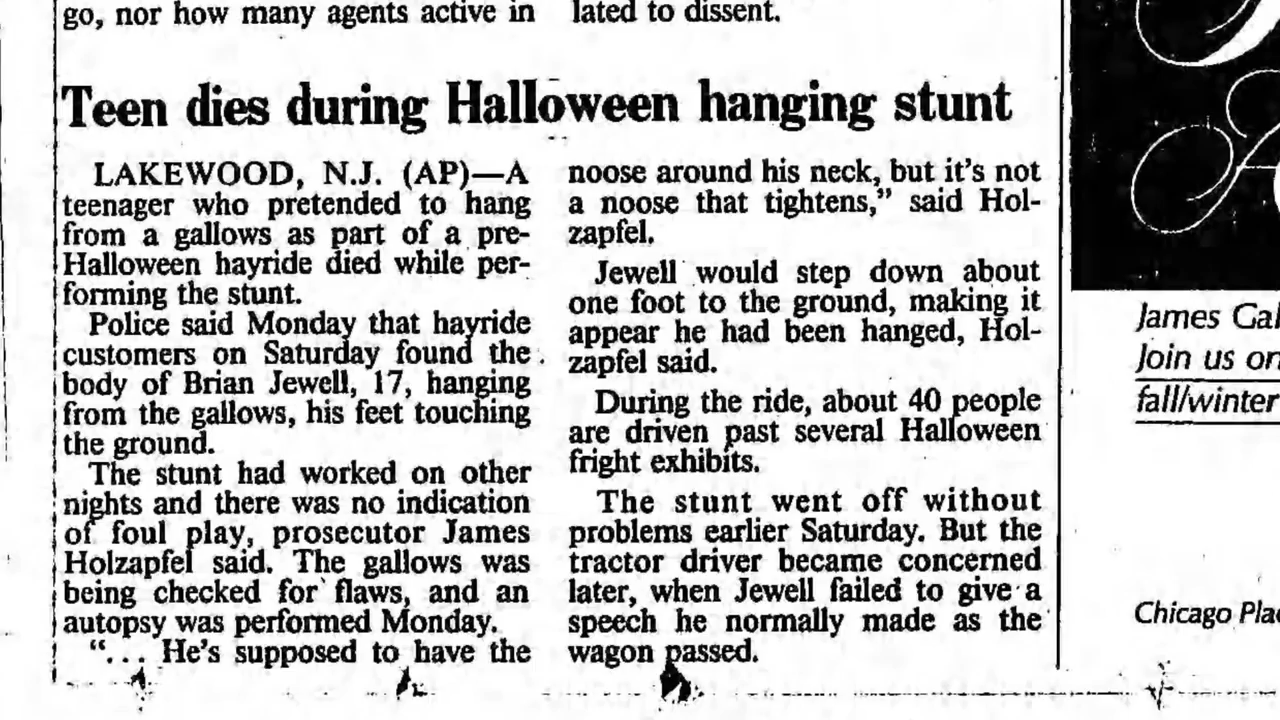 go, nor how many agents active in
lated to dissent.
Teen dies during Halloween hanging stunt
LAKEWOOD, N.J. (AP)—A
teenager who pretended to hang
from a gallows as part of a pre-
Halloween hayride died while per-
forming the stunt.
Police said Monday that hayride
customers on Saturday found the
body of Brian Jewell, 17, hanging
from the gallows, his feet touching
the ground.
The stunt had worked on other
nights and there was no indication
of foul play, prosecutor James
Holzapfel said. The gallows was
being checked for flaws, and an
autopsy was performed Monday.
“... He's supposed to have the
noose around his neck, but it's not
a noose that tightens,” said Hol-
zapfel.
Jewell would step down about
one foot to the ground, making it
appear he had been hanged, Hol-
zapfel said.
During the ride, about 40 people
are driven past several Halloween
fright exhibits.
The stunt went off without
problems earlier Saturday. But the
tractor driver became concerned
later, when Jewell failed to give a
speech he normally made as the
wagon passed.
James Gal
Join us on
fall/winter
Chicago Pla